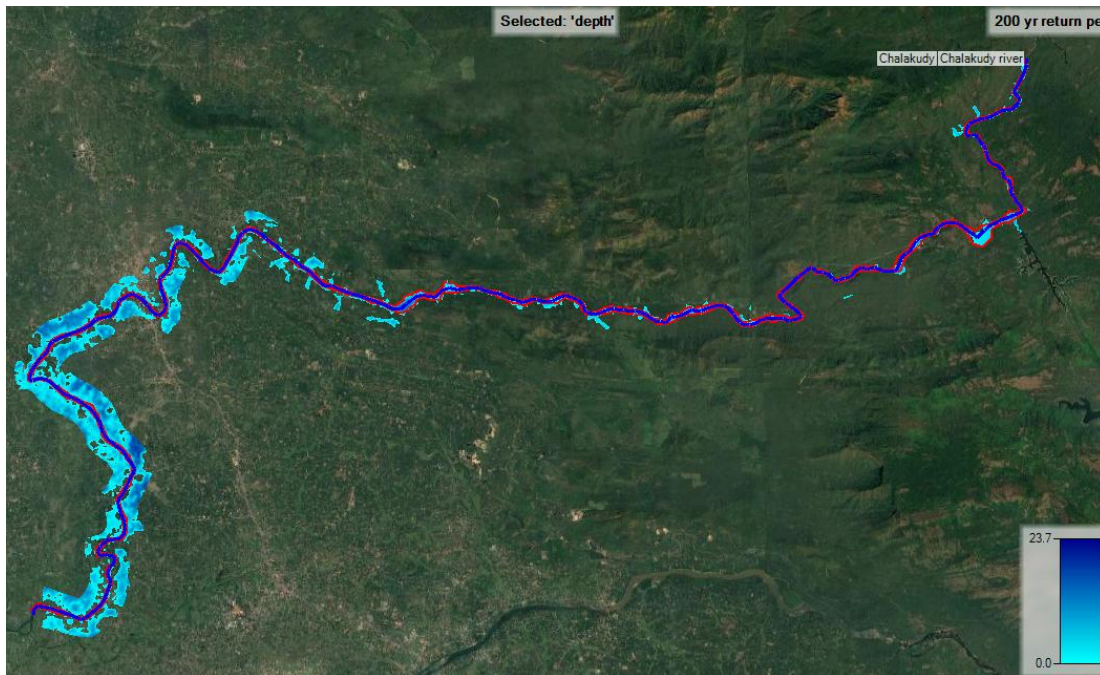 Selected: 'depth'
200 yr return pe
Chalakudy Chalakudy river
23.7
0.0